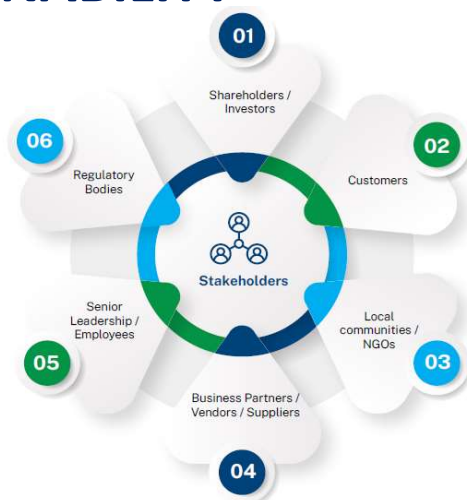 01
Shareholders /
Investors
02
Customers
Local
communities /
NGOs
03
Business Partners /
Vendors / Suppliers
04
Senior
Leadership /
Employees
05
06
Regulatory
Bodies
Stakeholders